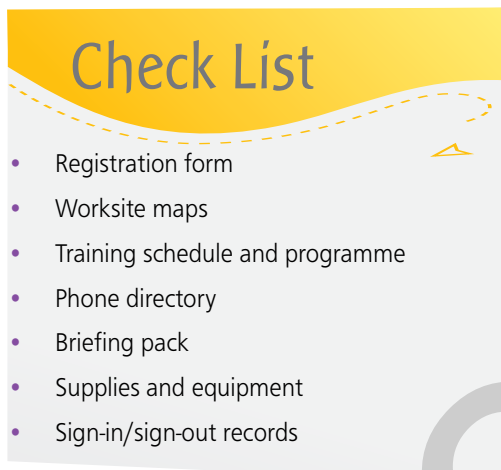 Check List
• Registration form
• Worksite maps
• Training schedule and programme
• Phone directory
• Briefing pack
• Supplies and equipment
• Sign-in/sign-out records